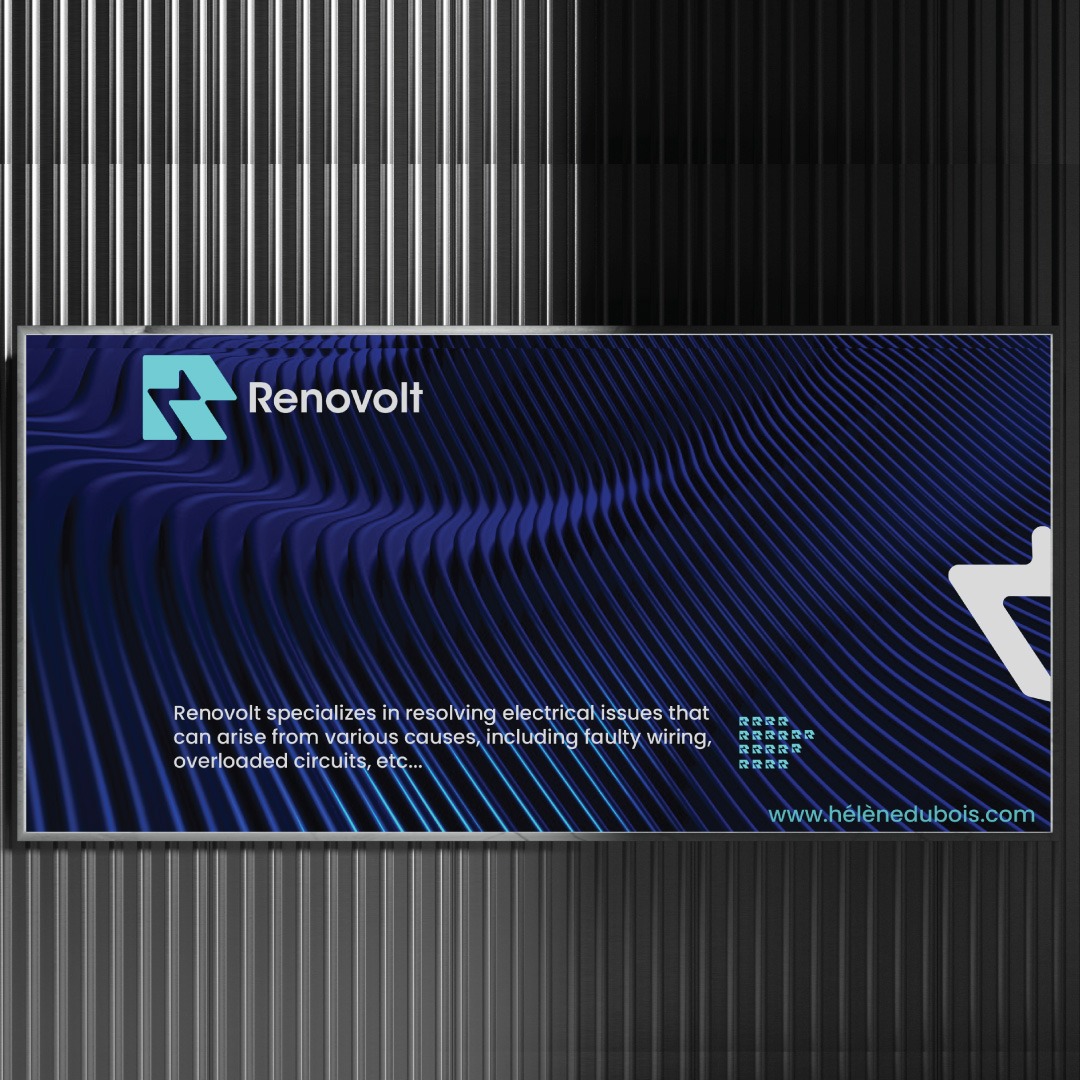 Renovolt
Renovolt specializes in resolving electrical issues that
can arise from various causes, including faulty wiring,
overloaded circuits, etc...
www.hélènedubois.com